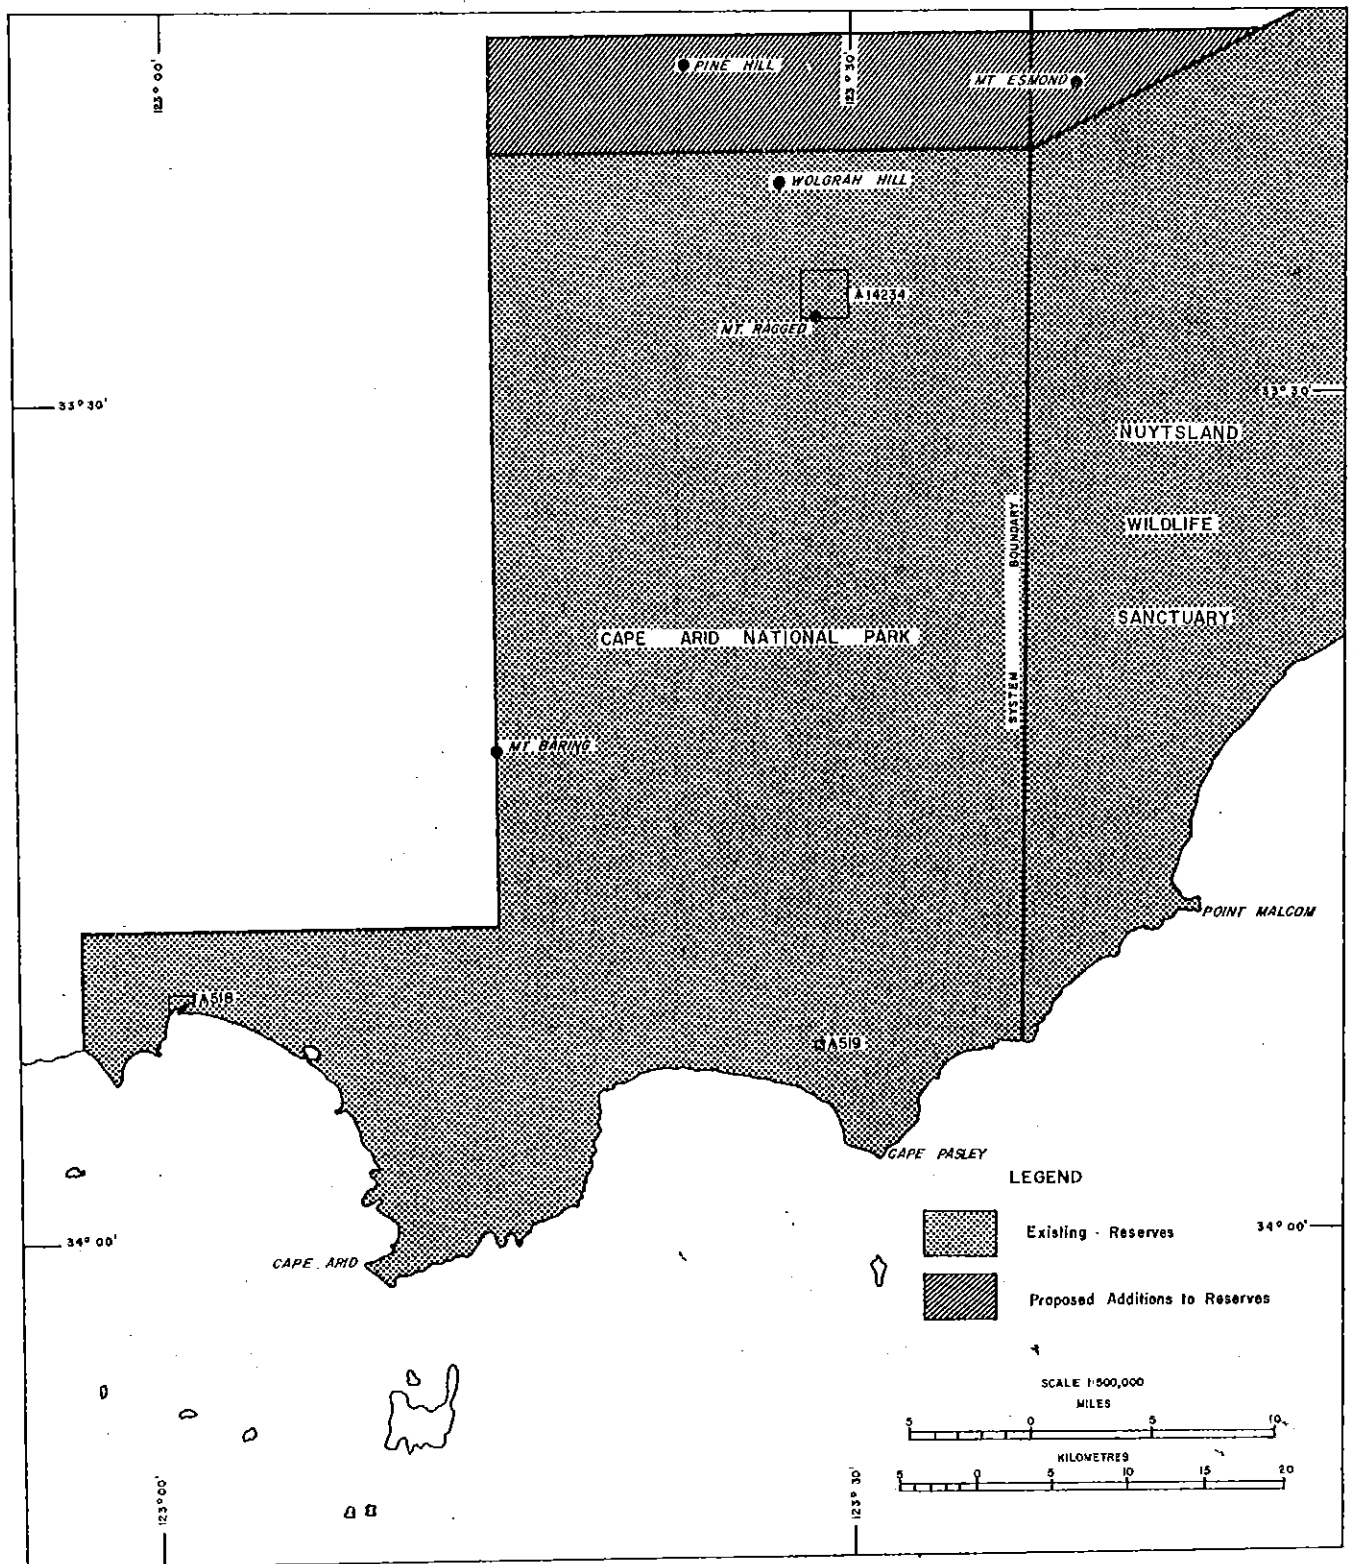 123° 00'
PINE HILL
123° 30'
MT ESMOND
WOLGRAH HILL
A14234
MT. RAGGED
33° 30'
33° 30'
NUYTSLAND
WILDLIFE
SANCTUARY
SYSTEM BOUNDARY
CAPE ARID NATIONAL PARK
MT. BARING
POINT MALCOM
A518
A519
CAPE PASLEY
LEGEND
34° 00'
34° 00'
Existing - Reserves
CAPE ARID
Proposed Additions to Reserves
SCALE 1:500,000
MILES
5 0 5 10
KILOMETRES
5 0 5 10 15 20
123° 00'
123° 30'